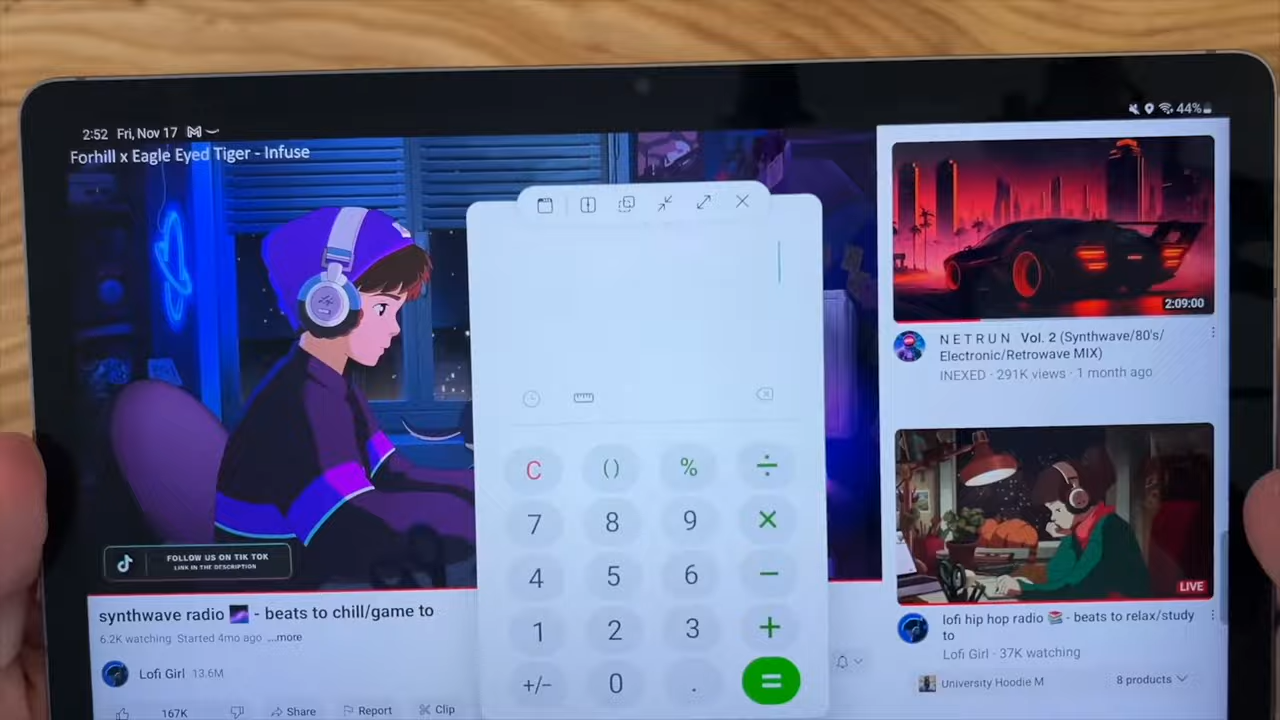 2:52 Fri, Nov 17
44%
Forhill x Eagle Eyed Tiger - Infuse
FOLLOW US ON TIK TOK
LINK IN THE DESCRIPTION
synthwave radio 🌌 - beats to chill/game to
6.2K watching Started 4mo ago ...more
Lofi Girl 13.6M
167K Share Report Clip
C () % ÷
7 8 9 ×
4 5 6 −
1 2 3 +
+/− 0 . =
2:09:00
N E T R U N Vol. 2 (Synthwave/80's/
Electronic/Retrowave MIX)
INEXED · 291K views · 1 month ago
LIVE
lofi hip hop radio 📚 - beats to relax/study
to
Lofi Girl · 37K watching
University Hoodie M 8 products